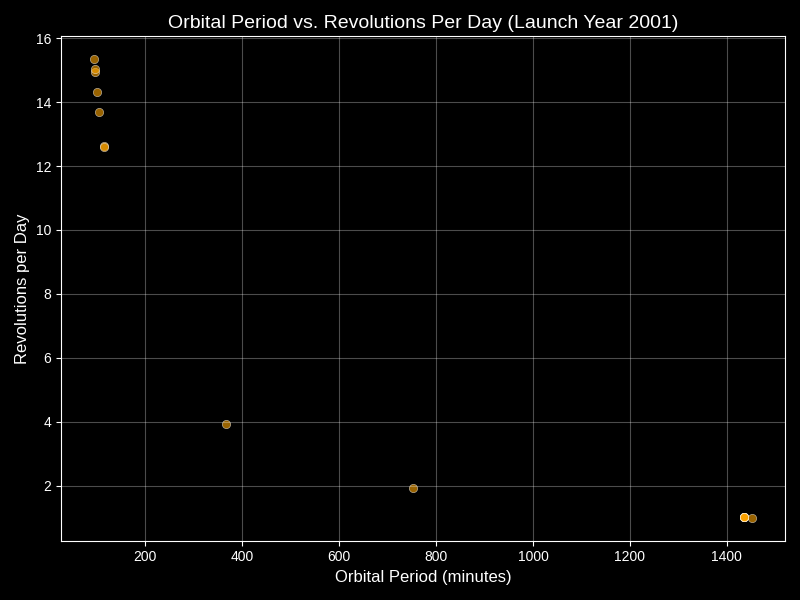 Orbital Period vs. Revolutions Per Day (Launch Year 2001)
16
14
12
10
8
6
4
2
Revolutions per Day
200 400 600 800 1000 1200 1400
Orbital Period (minutes)